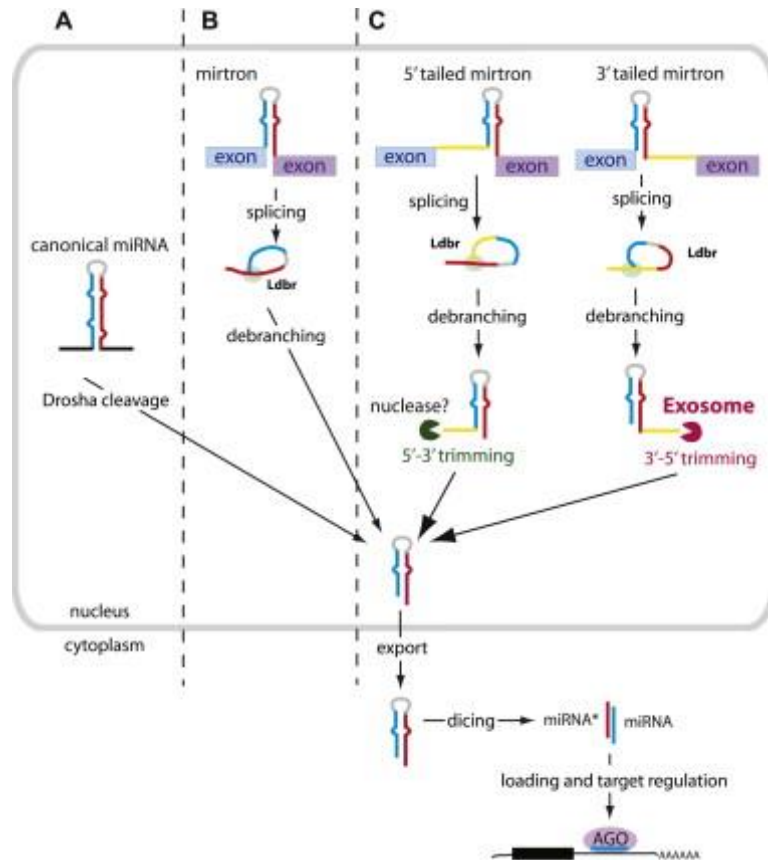 A
B
C
mirtron
5' tailed mirtron
3' tailed mirtron
exon
exon
exon
exon
exon
exon
splicing
splicing
splicing
canonical miRNA
Ldbr
Ldbr
Ldbr
debranching
debranching
debranching
Drosha cleavage
nuclease?
Exosome
5'-3' trimming
3'-5' trimming
nucleus
cytoplasm
export
dicing
miRNA*
miRNA
loading and target regulation
AGO
AAAAAA